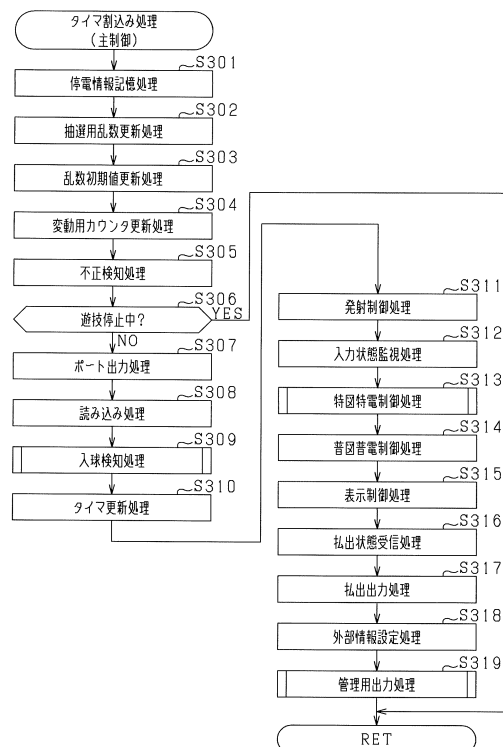 タイマ割込み処理
(主制御)
S301
停電情報記憶処理
S302
抽選用乱数更新処理
S303
乱数初期値更新処理
S304
変動用カウンタ更新処理
S305
不正検知処理
S306
遊技停止中?
YES
NO
S307
ポート出力処理
S308
読み込み処理
S309
入球検知処理
S310
タイマ更新処理
S311
発射制御処理
S312
入力状態監視処理
S313
特図特電制御処理
S314
普図普電制御処理
S315
表示制御処理
S316
払出状態受信処理
S317
払出出力処理
S318
外部情報設定処理
S319
管理用出力処理
RET